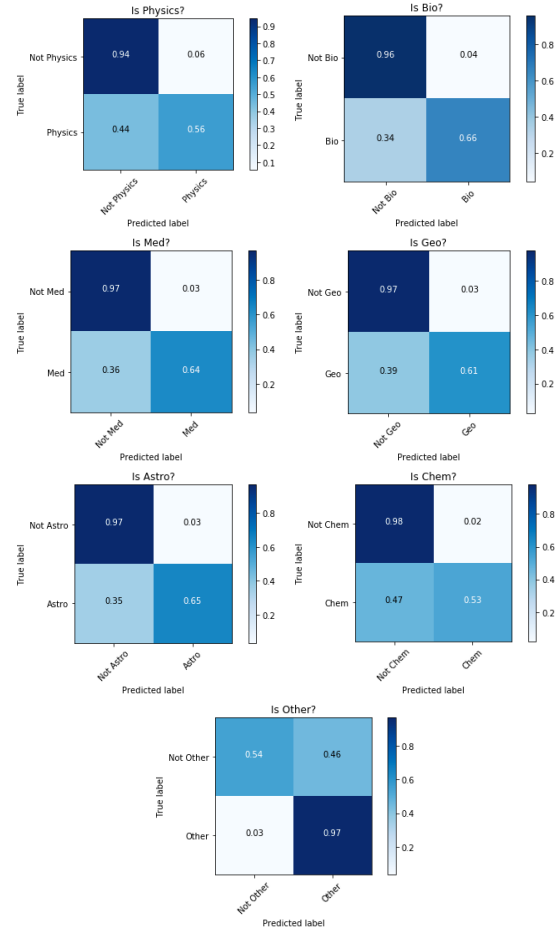 Is Physics?
True label
Not Physics
0.94
0.06
Physics
0.44
0.56
Not Physics
Physics
Predicted label
0.9
0.8
0.7
0.6
0.5
0.4
0.3
0.2
0.1
Is Bio?
True label
Not Bio
0.96
0.04
Bio
0.34
0.66
Not Bio
Bio
Predicted label
0.8
0.6
0.4
0.2
Is Med?
True label
Not Med
0.97
0.03
Med
0.36
0.64
Not Med
Med
Predicted label
0.8
0.6
0.4
0.2
Is Geo?
True label
Not Geo
0.97
0.03
Geo
0.39
0.61
Not Geo
Geo
Predicted label
0.8
0.6
0.4
0.2
Is Astro?
True label
Not Astro
0.97
0.03
Astro
0.35
0.65
Not Astro
Astro
Predicted label
0.8
0.6
0.4
0.2
Is Chem?
True label
Not Chem
0.98
0.02
Chem
0.47
0.53
Not Chem
Chem
Predicted label
0.8
0.6
0.4
0.2
Is Other?
True label
Not Other
0.54
0.46
Other
0.03
0.97
Not Other
Other
Predicted label
0.8
0.6
0.4
0.2